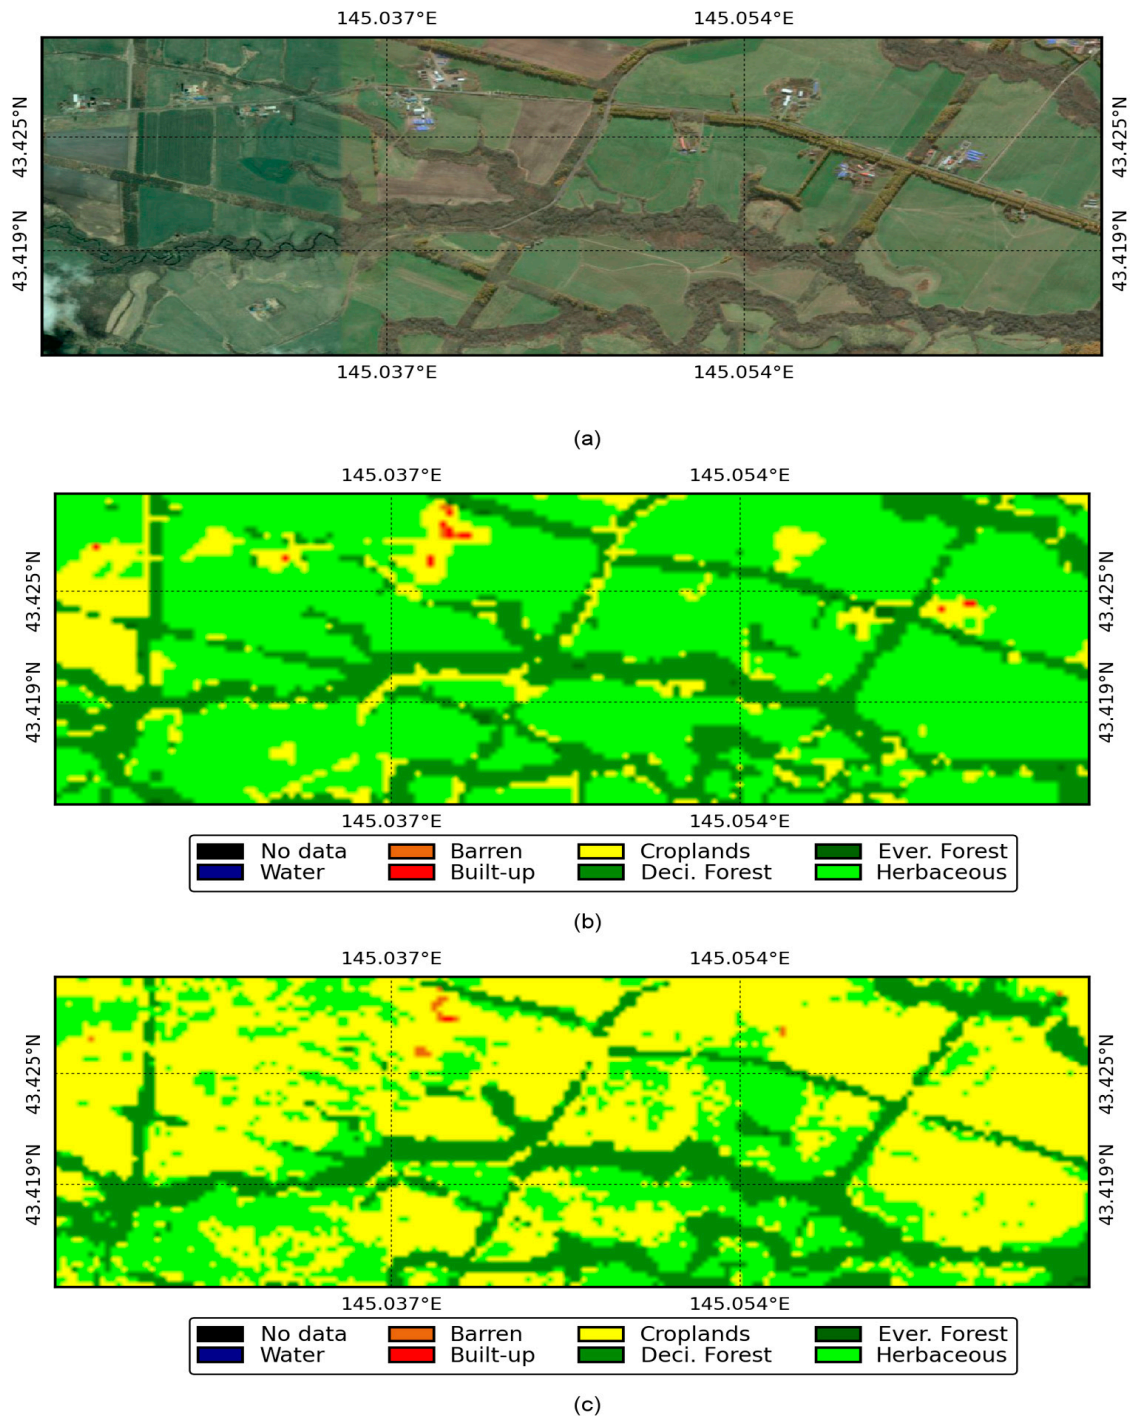 145.037°E 145.054°E
43.425°N 43.425°N
43.419°N 43.419°N
145.037°E 145.054°E
(a)
145.037°E 145.054°E
43.425°N 43.425°N
43.419°N 43.419°N
145.037°E 145.054°E
No data Barren Croplands Ever. Forest
Water Built-up Deci. Forest Herbaceous
(b)
145.037°E 145.054°E
43.425°N 43.425°N
43.419°N 43.419°N
145.037°E 145.054°E
No data Barren Croplands Ever. Forest
Water Built-up Deci. Forest Herbaceous
(c)